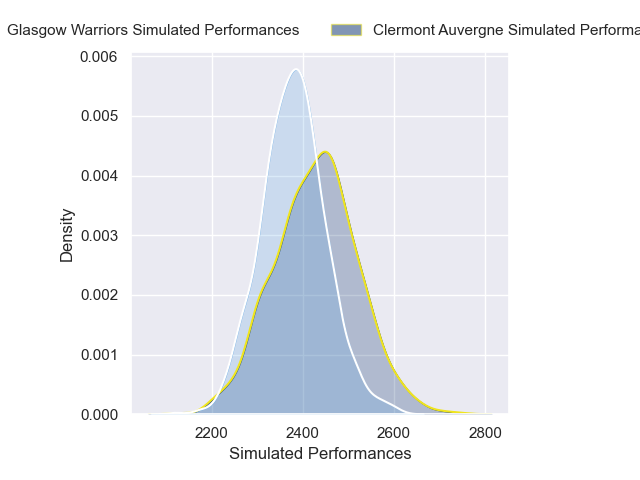 Glasgow Warriors Simulated Performances
Clermont Auvergne Simulated Performa
0.006
0.005
0.004
0.003
0.002
0.001
0.000
Density
2200
2400
2600
2800
Simulated Performances